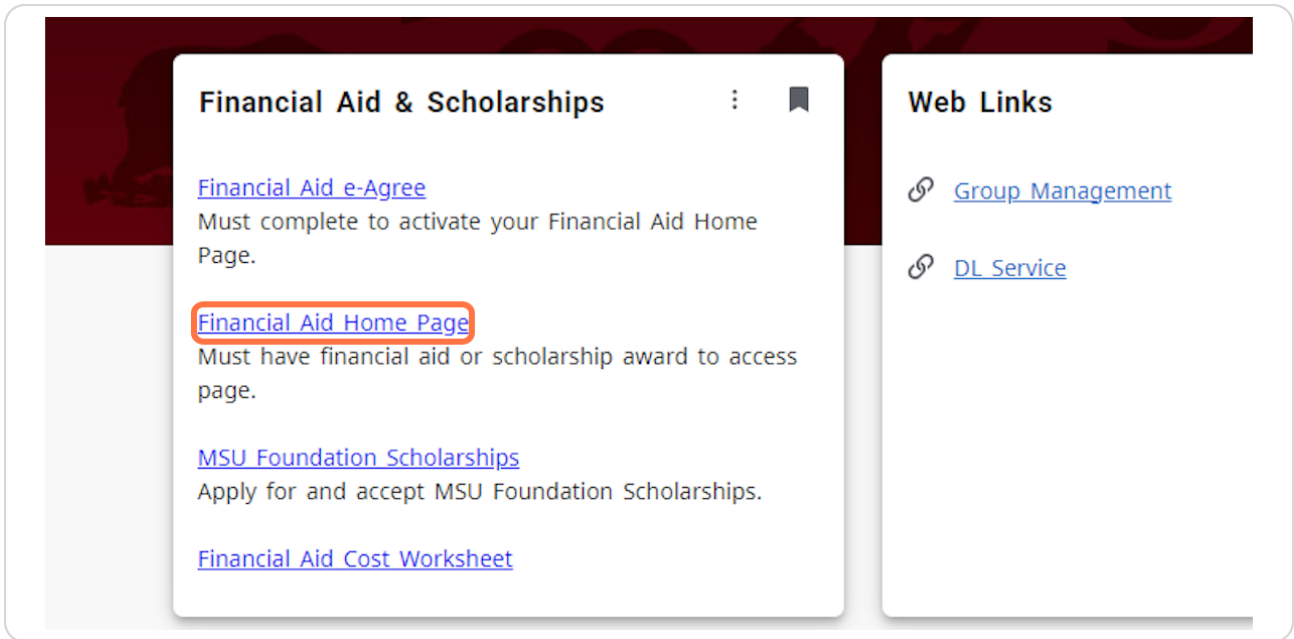 Financial Aid & Scholarships
Financial Aid e-Agree
Must complete to activate your Financial Aid Home
Page.
Financial Aid Home Page
Must have financial aid or scholarship award to access
page.
MSU Foundation Scholarships
Apply for and accept MSU Foundation Scholarships.
Financial Aid Cost Worksheet
Web Links
Group Management
DL Service